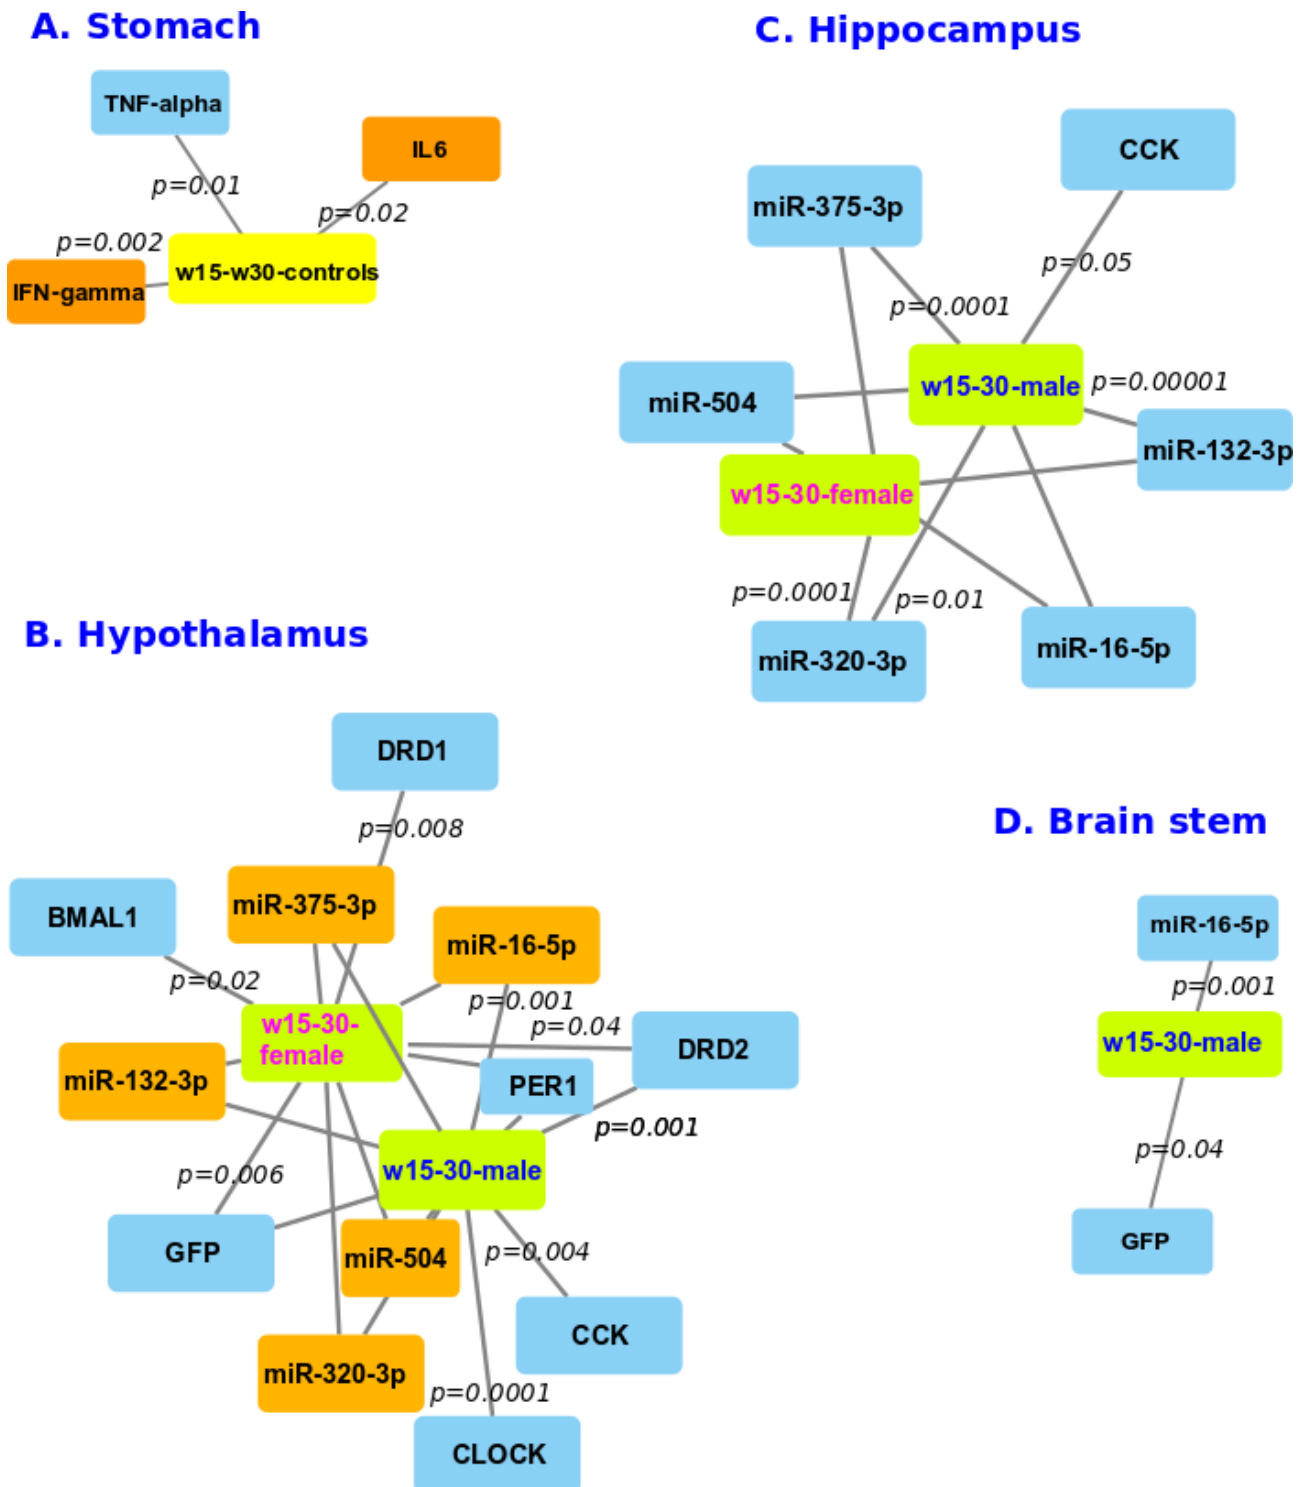 A. Stomach
TNF-alpha
IL6
p=0.01
p=0.02
p=0.002
w15-w30-controls
IFN-gamma
C. Hippocampus
CCK
miR-375-3p
p=0.05
p=0.0001
w15-30-male
p=0.00001
miR-504
miR-132-3p
w15-30-female
p=0.0001
p=0.01
miR-320-3p
miR-16-5p
B. Hypothalamus
DRD1
p=0.008
miR-375-3p
BMAL1
miR-16-5p
p=0.02
p=0.001
w15-30-
female
p=0.04
DRD2
miR-132-3p
PER1
p=0.001
w15-30-male
p=0.006
GFP
miR-504
p=0.004
CCK
miR-320-3p
p=0.0001
CLOCK
D. Brain stem
miR-16-5p
p=0.001
w15-30-male
p=0.04
GFP